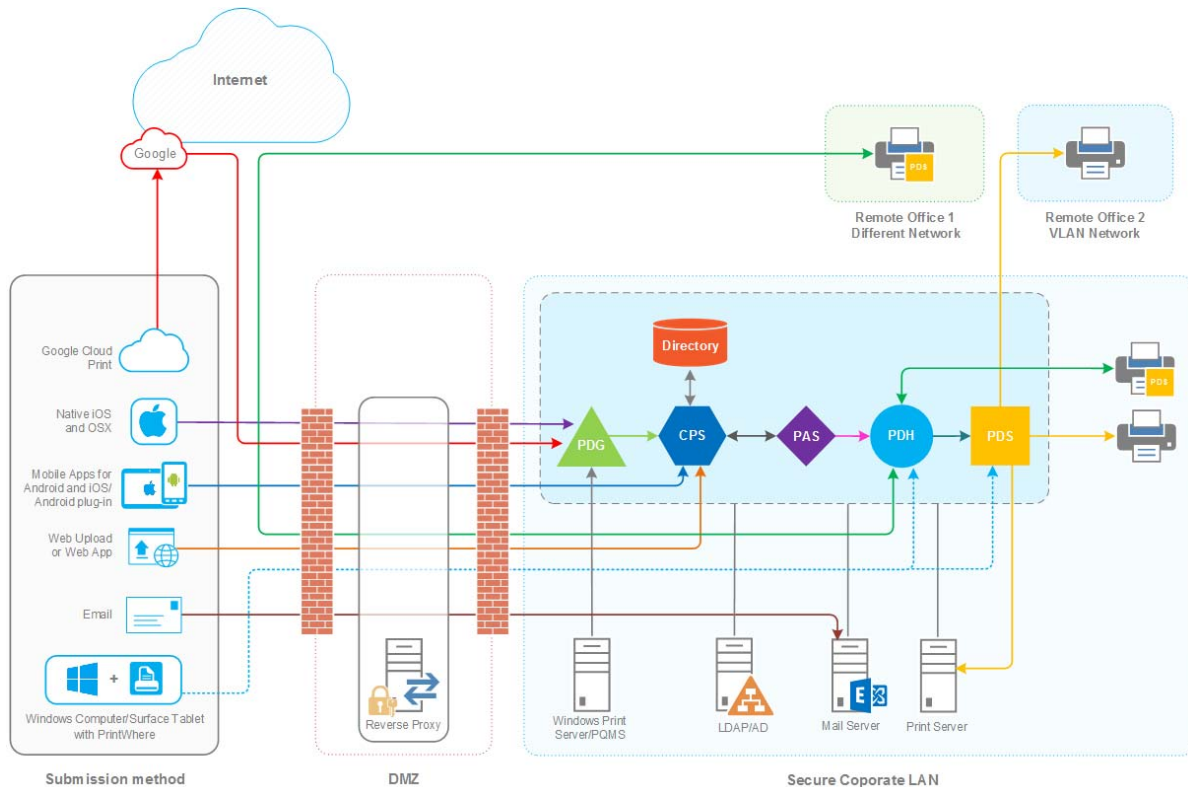 Internet
Google
PDS
Remote Office 1
Different Network
Remote Office 2
VLAN Network
Google Cloud
Print
Native iOS
and OSX
Mobile Apps for
Android and iOS/
Android plug-in
Web Upload
or Web App
Email
+
Windows Computer/Surface Tablet
with PrintWhere
Submission method
Reverse Proxy
DMZ
Directory
PDG
CPS
PAS
PDH
PDS
PDS
Windows Print
Server/PQMS
LDAP/AD
E
Mail Server
Print Server
Secure Coporate LAN